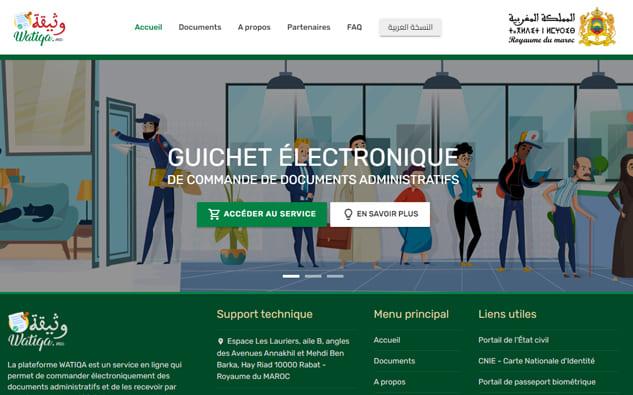 وثيقة
Watiqa.MA
Accueil
Documents
A propos
Partenaires
FAQ
النسخة العربية
المملكة المغربية
ⵜⴰⴳⵍⴷⵉⵜ ⵏ ⵍⵎⵖⵔⵉⴱ
Royaume du maroc
GUICHET ÉLECTRONIQUE
DE COMMANDE DE DOCUMENTS ADMINISTRATIFS
ACCÉDER AU SERVICE
EN SAVOIR PLUS
وثيقة
Watiqa.MA
La plateforme WATIQA est un service en ligne qui
permet de commander électroniquement des
documents administratifs et de les recevoir par
Support technique
Espace Les Lauriers, aile B, angles
des Avenues Annakhil et Mehdi Ben
Barka, Hay Riad 10000 Rabat -
Royaume du MAROC
Menu principal
Accueil
Documents
A propos
Liens utiles
Portail de l'État civil
CNIE - Carte Nationale d'Identité
Portail de passeport biométrique